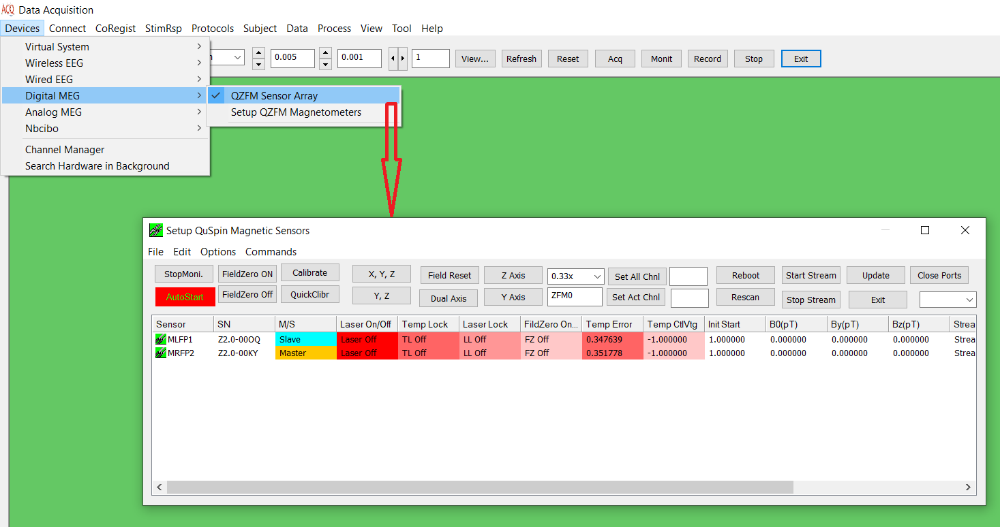 ACQ Data Acquisition
Devices Connect CoRegist StimRsp Protocols Subject Data Process View Tool Help
0.005 0.001 1 View... Refresh Reset Acq Monit Record Stop Exit
Virtual System
Wireless EEG
Wired EEG
Digital MEG
Analog MEG
Nbcibo
Channel Manager
Search Hardware in Background
QZFM Sensor Array
Setup QZFM Magnetometers
Setup QuSpin Magnetic Sensors
File Edit Options Commands
StopMoni. FieldZero ON Calibrate X, Y, Z Field Reset Z Axis 0.33x Set All Chnl Reboot Start Stream Update Close Ports
AutoStart FieldZero Off QuickClibr Y, Z Dual Axis Y Axis ZFM0 Set Act Chnl Rescan Stop Stream Exit
Sensor SN M/S Laser On/Off Temp Lock Laser Lock FildZero On... Temp Error Temp CtlVtg Init Start B0(pT) By(pT) Bz(pT) Strea
MLFP1 Z2.0-00OQ Slave Laser Off TL Off LL Off FZ Off 0.347639 -1.000000 1.000000 0.000000 0.000000 0.000000 Strea
MRFP2 Z2.0-00KY Master Laser Off TL Off LL Off FZ Off 0.351778 -1.000000 1.000000 0.000000 0.000000 0.000000 Strea